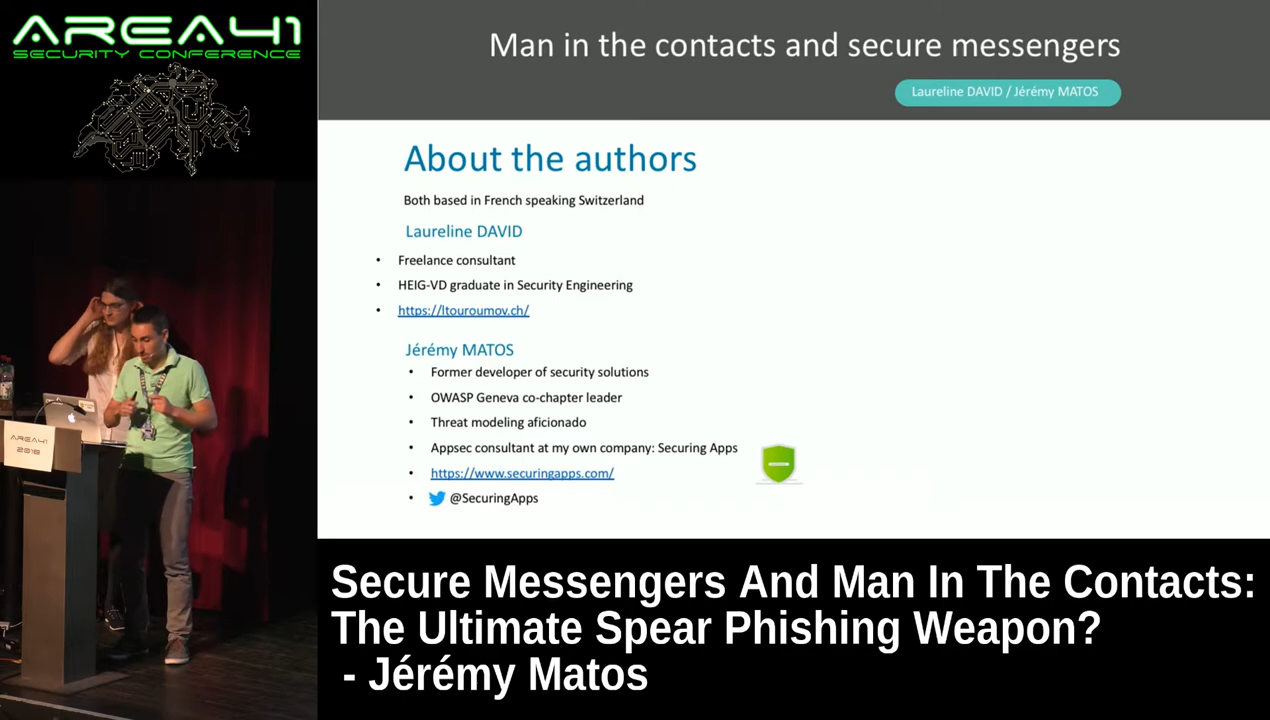 AREA41
SECURITY CONFERENCE
Man in the contacts and secure messengers
Laureline DAVID / Jérémy MATOS
About the authors
Both based in French speaking Switzerland
Laureline DAVID
• Freelance consultant
• HEIG-VD graduate in Security Engineering
• https://ltouroumov.ch/
Jérémy MATOS
• Former developer of security solutions
• OWASP Geneva co-chapter leader
• Threat modeling aficionado
• Appsec consultant at my own company: Securing Apps
• https://www.securingapps.com/
• @SecuringApps
AREA41
2018
Secure Messengers And Man In The Contacts:
The Ultimate Spear Phishing Weapon?
- Jérémy Matos